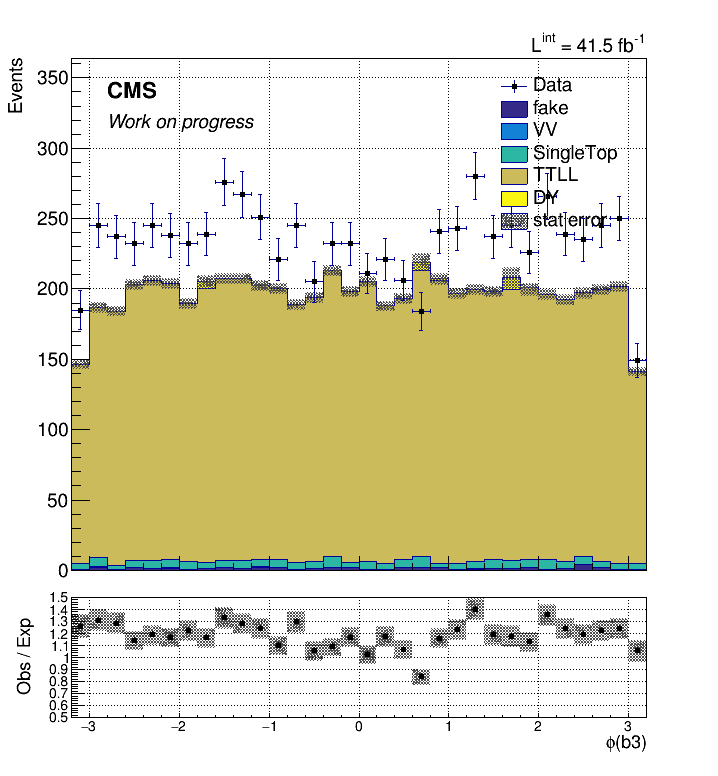 L^int = 41.5 fb^-1
Events
CMS
Work on progress
Data
fake
VV
SingleTop
TTLL
DY
stat error
350
300
250
200
150
100
50
0
Obs / Exp
1.5
1.4
1.3
1.2
1.1
1
0.9
0.8
0.7
0.6
0.5
−3 −2 −1 0 1 2 3
ϕ(b3)